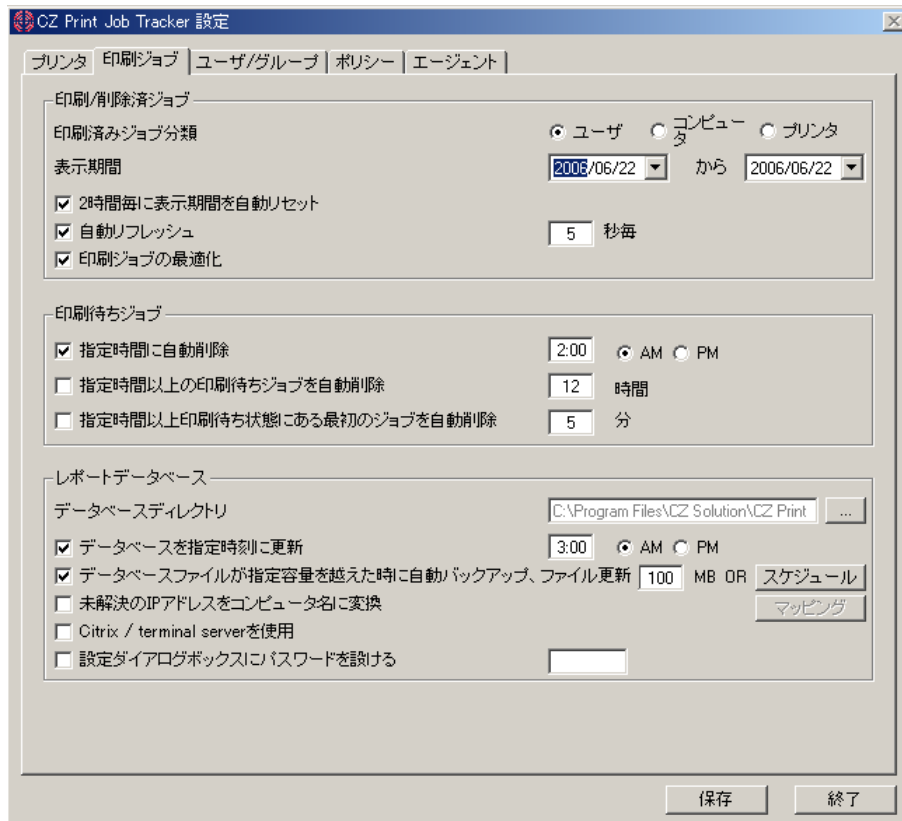 CZ Print Job Tracker 設定
プリンタ 印刷ジョブ ユーザ/グループ ポリシー エージェント
印刷/削除済ジョブ
印刷済みジョブ分類 ユーザ コンピュータ プリンタ
表示期間 2006/06/22 から 2006/06/22
2時間毎に表示期間を自動リセット
自動リフレッシュ 5 秒毎
印刷ジョブの最適化
印刷待ちジョブ
指定時間に自動削除 2:00 AM PM
指定時間以上の印刷待ちジョブを自動削除 12 時間
指定時間以上印刷待ち状態にある最初のジョブを自動削除 5 分
レポートデータベース
データベースディレクトリ C:\Program Files\CZ Solution\CZ Print ...
データベースを指定時刻に更新 3:00 AM PM
データベースファイルが指定容量を越えた時に自動バックアップ、ファイル更新 100 MB OR スケジュール
未解決のIPアドレスをコンピュータ名に変換 マッピング
Citrix / terminal serverを使用
設定ダイアログボックスにパスワードを設ける
保存 終了